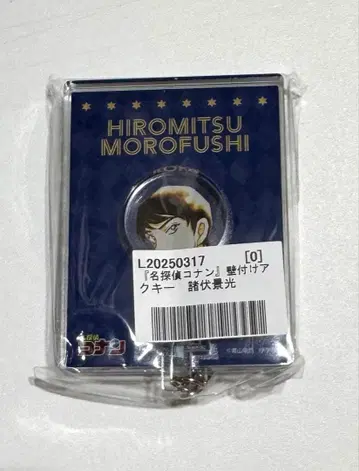 HIROMITSU
MOROFUSHI
L20250317 [0]
『名探偵コナン』壁付けア
クキー 諸伏景光
名探偵
コナン